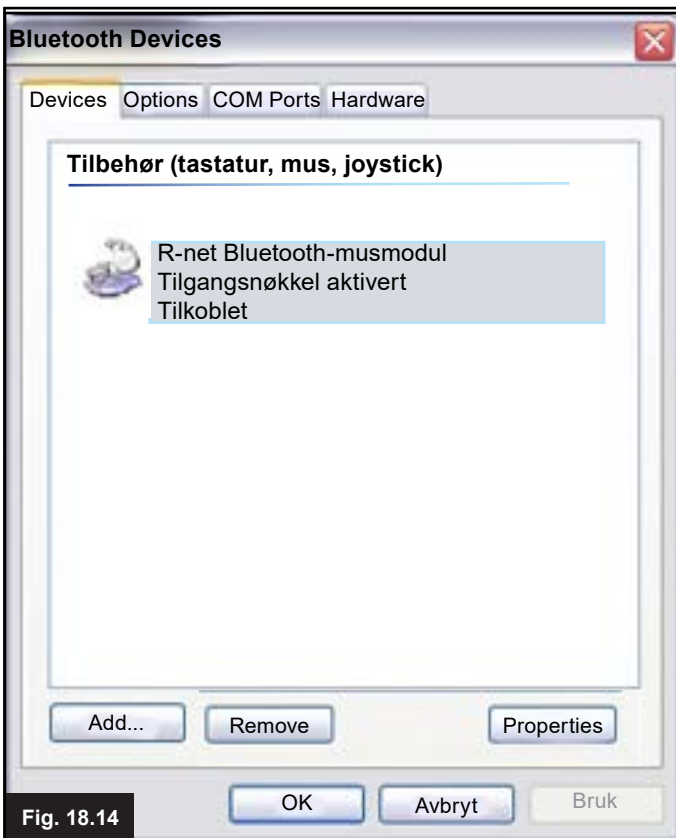 Bluetooth Devices
Devices Options COM Ports Hardware
Tilbehør (tastatur, mus, joystick)
R-net Bluetooth-musmodul
Tilgangsnøkkel aktivert
Tilkoblet
Add... Remove Properties
OK Avbryt Bruk
Fig. 18.14